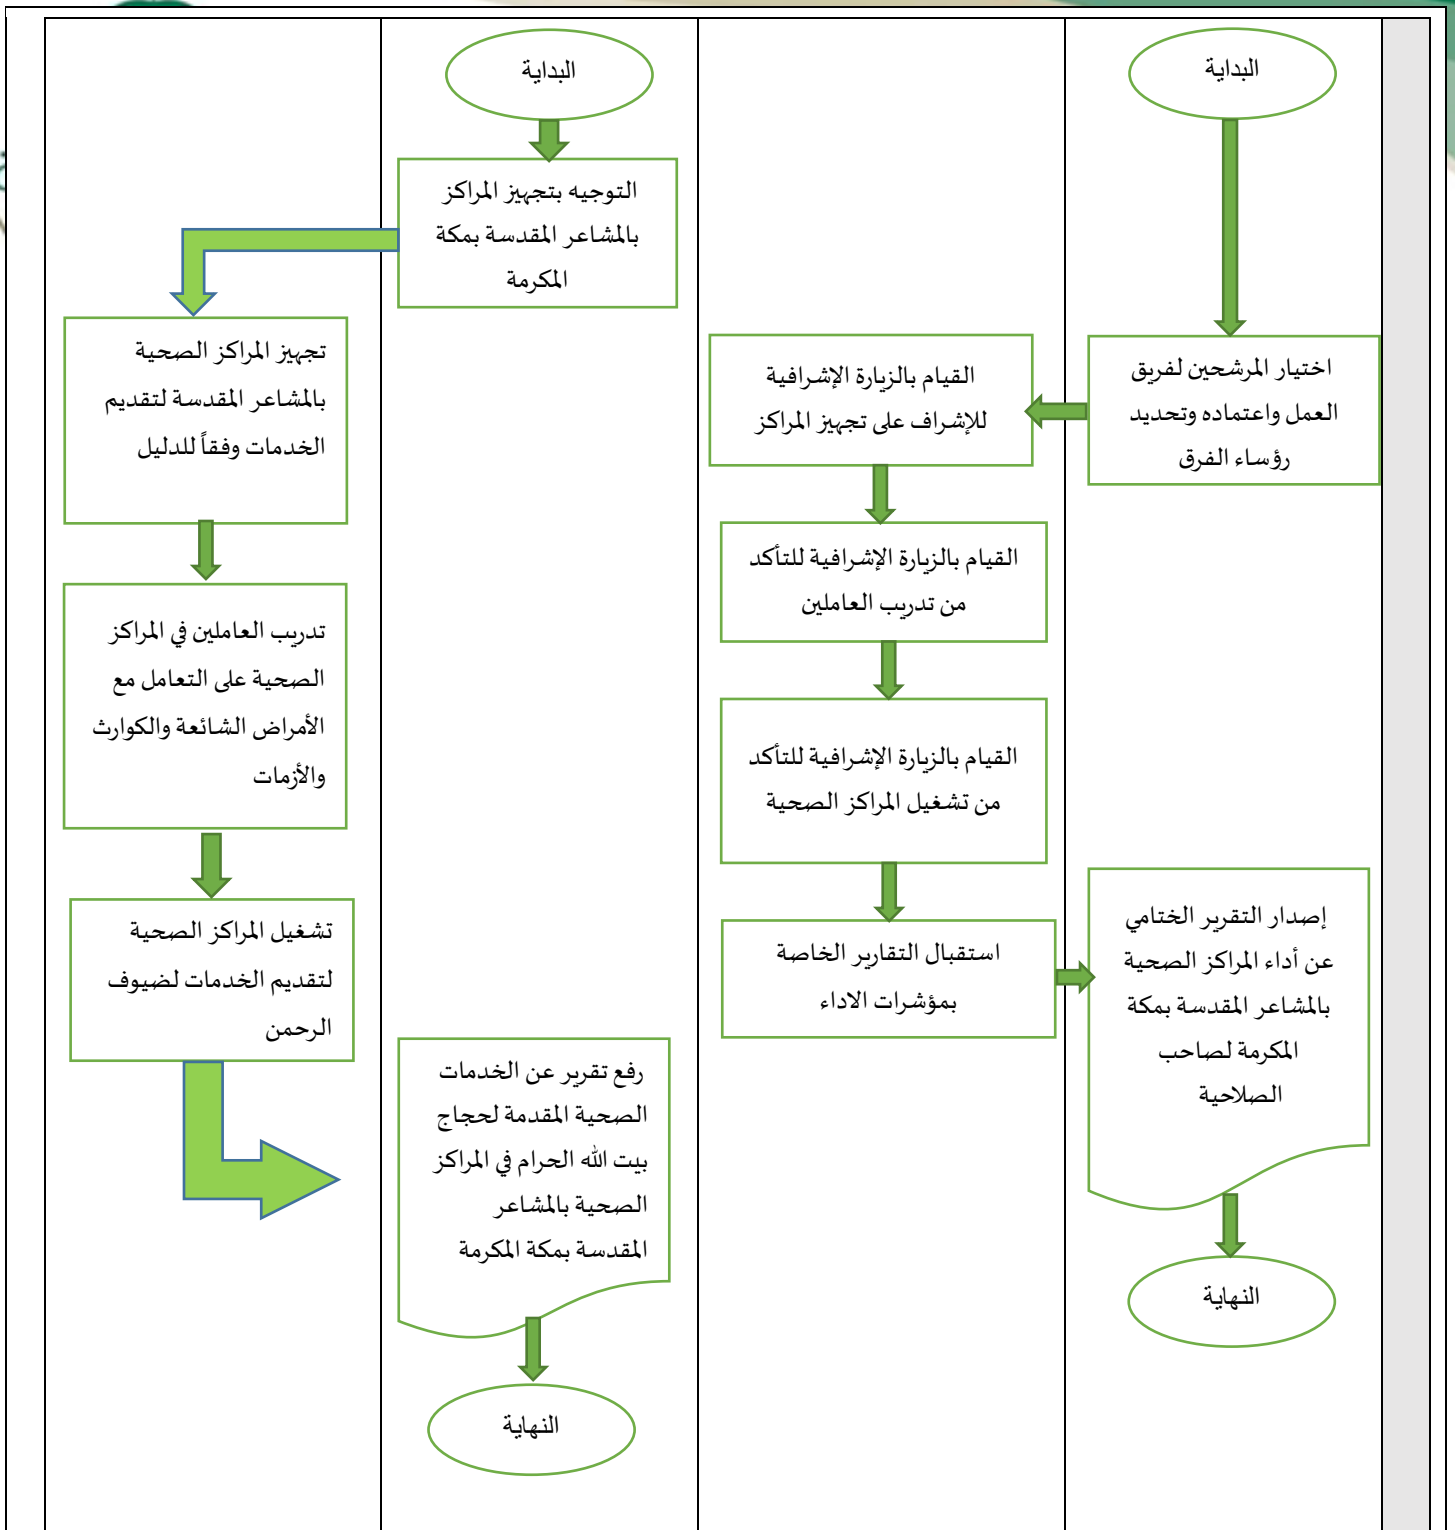 البداية
اختيار المرشحين لفريق
العمل واعتماده وتحديد
رؤساء الفرق
القيام بالزيارة الإشرافية
للإشراف على تجهيز المراكز
القيام بالزيارة الإشرافية للتأكد
من تدريب العاملين
القيام بالزيارة الإشرافية للتأكد
من تشغيل المراكز الصحية
استقبال التقارير الخاصة
بمؤشرات الاداء
إصدار التقرير الختامي
عن أداء المراكز الصحية
بالمشاعر المقدسة بمكة
المكرمة لصاحب
الصلاحية
النهاية
البداية
التوجيه بتجهيز المراكز
بالمشاعر المقدسة بمكة
المكرمة
تجهيز المراكز الصحية
بالمشاعر المقدسة لتقديم
الخدمات وفقاً للدليل
تدريب العاملين في المراكز
الصحية على التعامل مع
الأمراض الشائعة والكوارث
والأزمات
تشغيل المراكز الصحية
لتقديم الخدمات لضيوف
الرحمن
رفع تقرير عن الخدمات
الصحية المقدمة لحجاج
بيت الله الحرام في المراكز
الصحية بالمشاعر
المقدسة بمكة المكرمة
النهاية